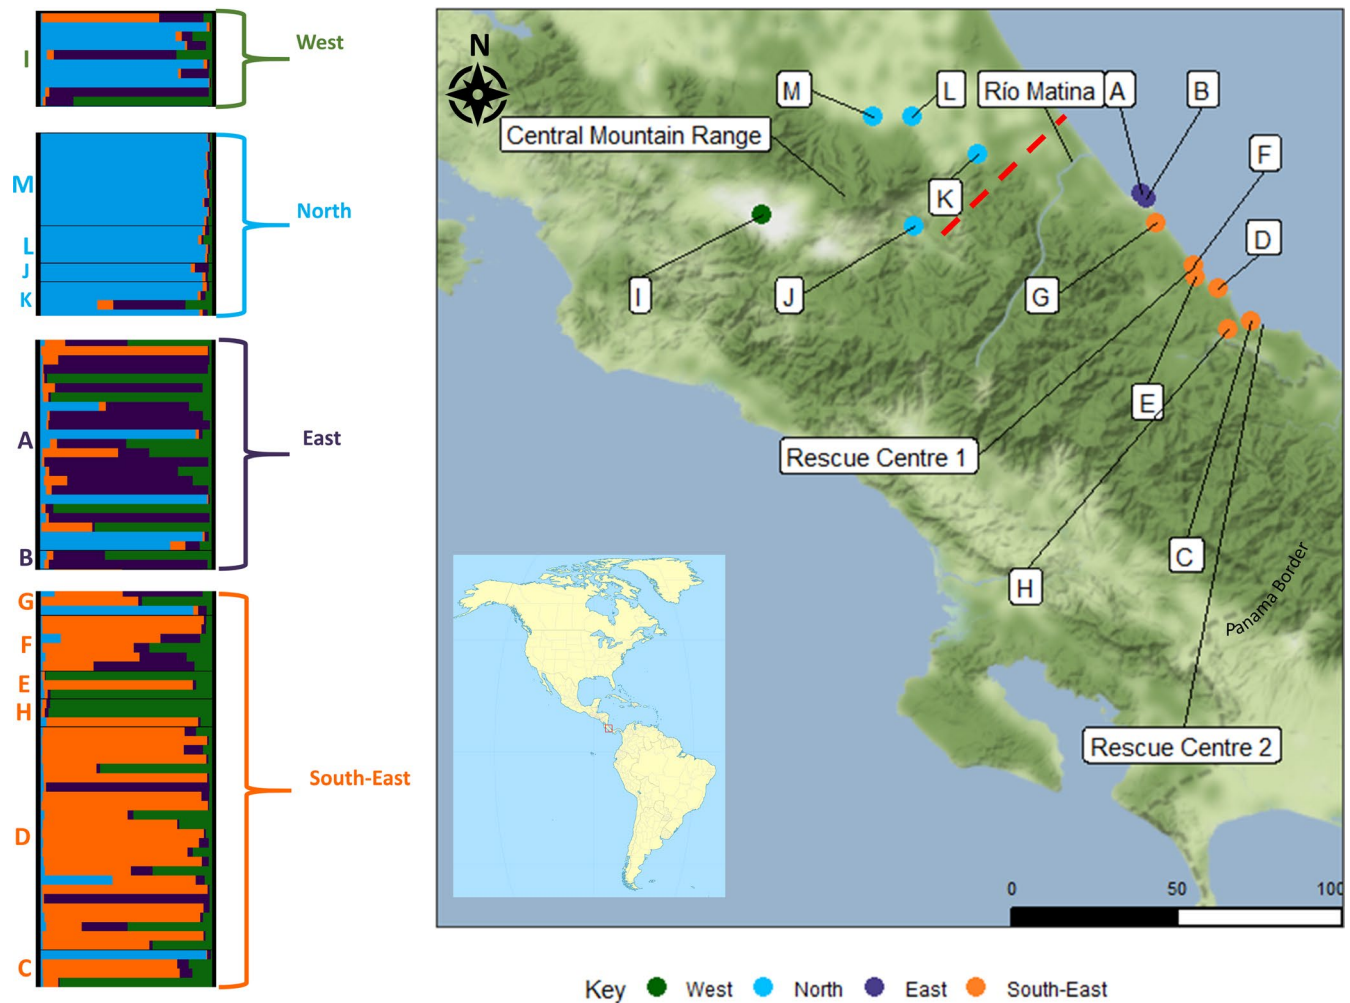 I
West
M
L
J
K
North
A
B
East
G
F
E
H
D
C
South-East
N
M
L
Río Matina
A
B
Central Mountain Range
F
K
D
I
J
G
E
Rescue Centre 1
C
H
Panama Border
Rescue Centre 2
0 50 100
Key West North East South-East